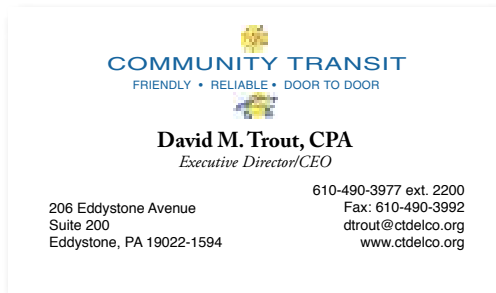 COMMUNITY TRANSIT
FRIENDLY • RELIABLE • DOOR TO DOOR
David M. Trout, CPA
Executive Director/CEO
206 Eddystone Avenue
Suite 200
Eddystone, PA 19022-1594
610-490-3977 ext. 2200
Fax: 610-490-3992
dtrout@ctdelco.org
www.ctdelco.org